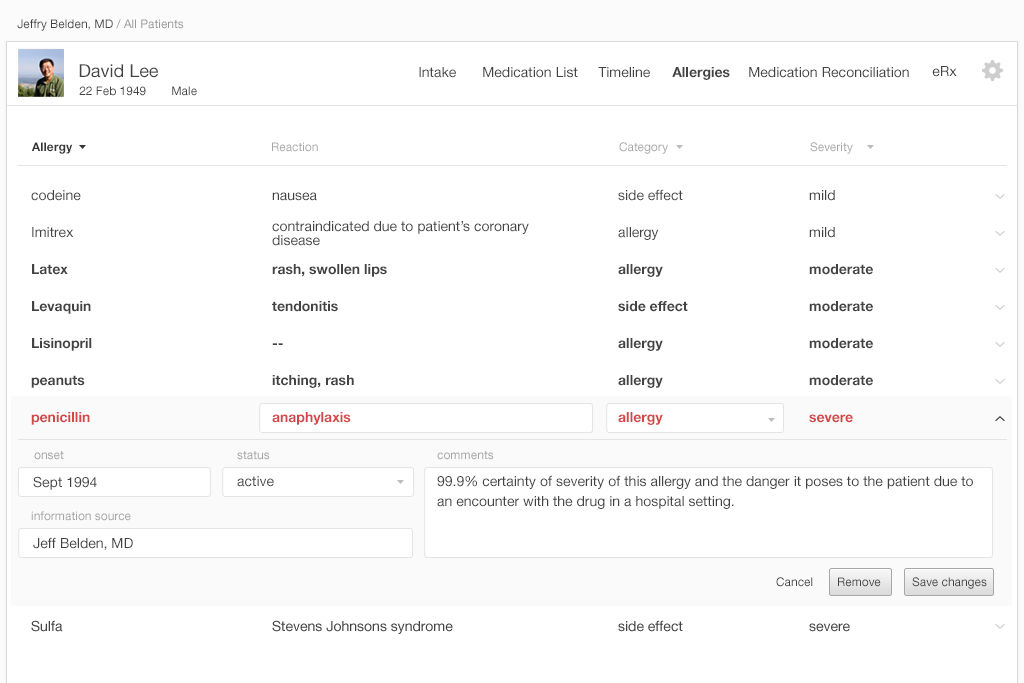 Jeffry Belden, MD / All Patients
David Lee
22 Feb 1949 Male
Intake Medication List Timeline Allergies Medication Reconciliation eRx
Allergy Reaction Category Severity
codeine nausea side effect mild
Imitrex contraindicated due to patient's coronary disease allergy mild
Latex rash, swollen lips allergy moderate
Levaquin tendonitis side effect moderate
Lisinopril -- allergy moderate
peanuts itching, rash allergy moderate
penicillin anaphylaxis allergy severe
onset status comments
Sept 1994 active 99.9% certainty of severity of this allergy and the danger it poses to the patient due to
an encounter with the drug in a hospital setting.
information source
Jeff Belden, MD
Cancel Remove Save changes
Sulfa Stevens Johnsons syndrome side effect severe